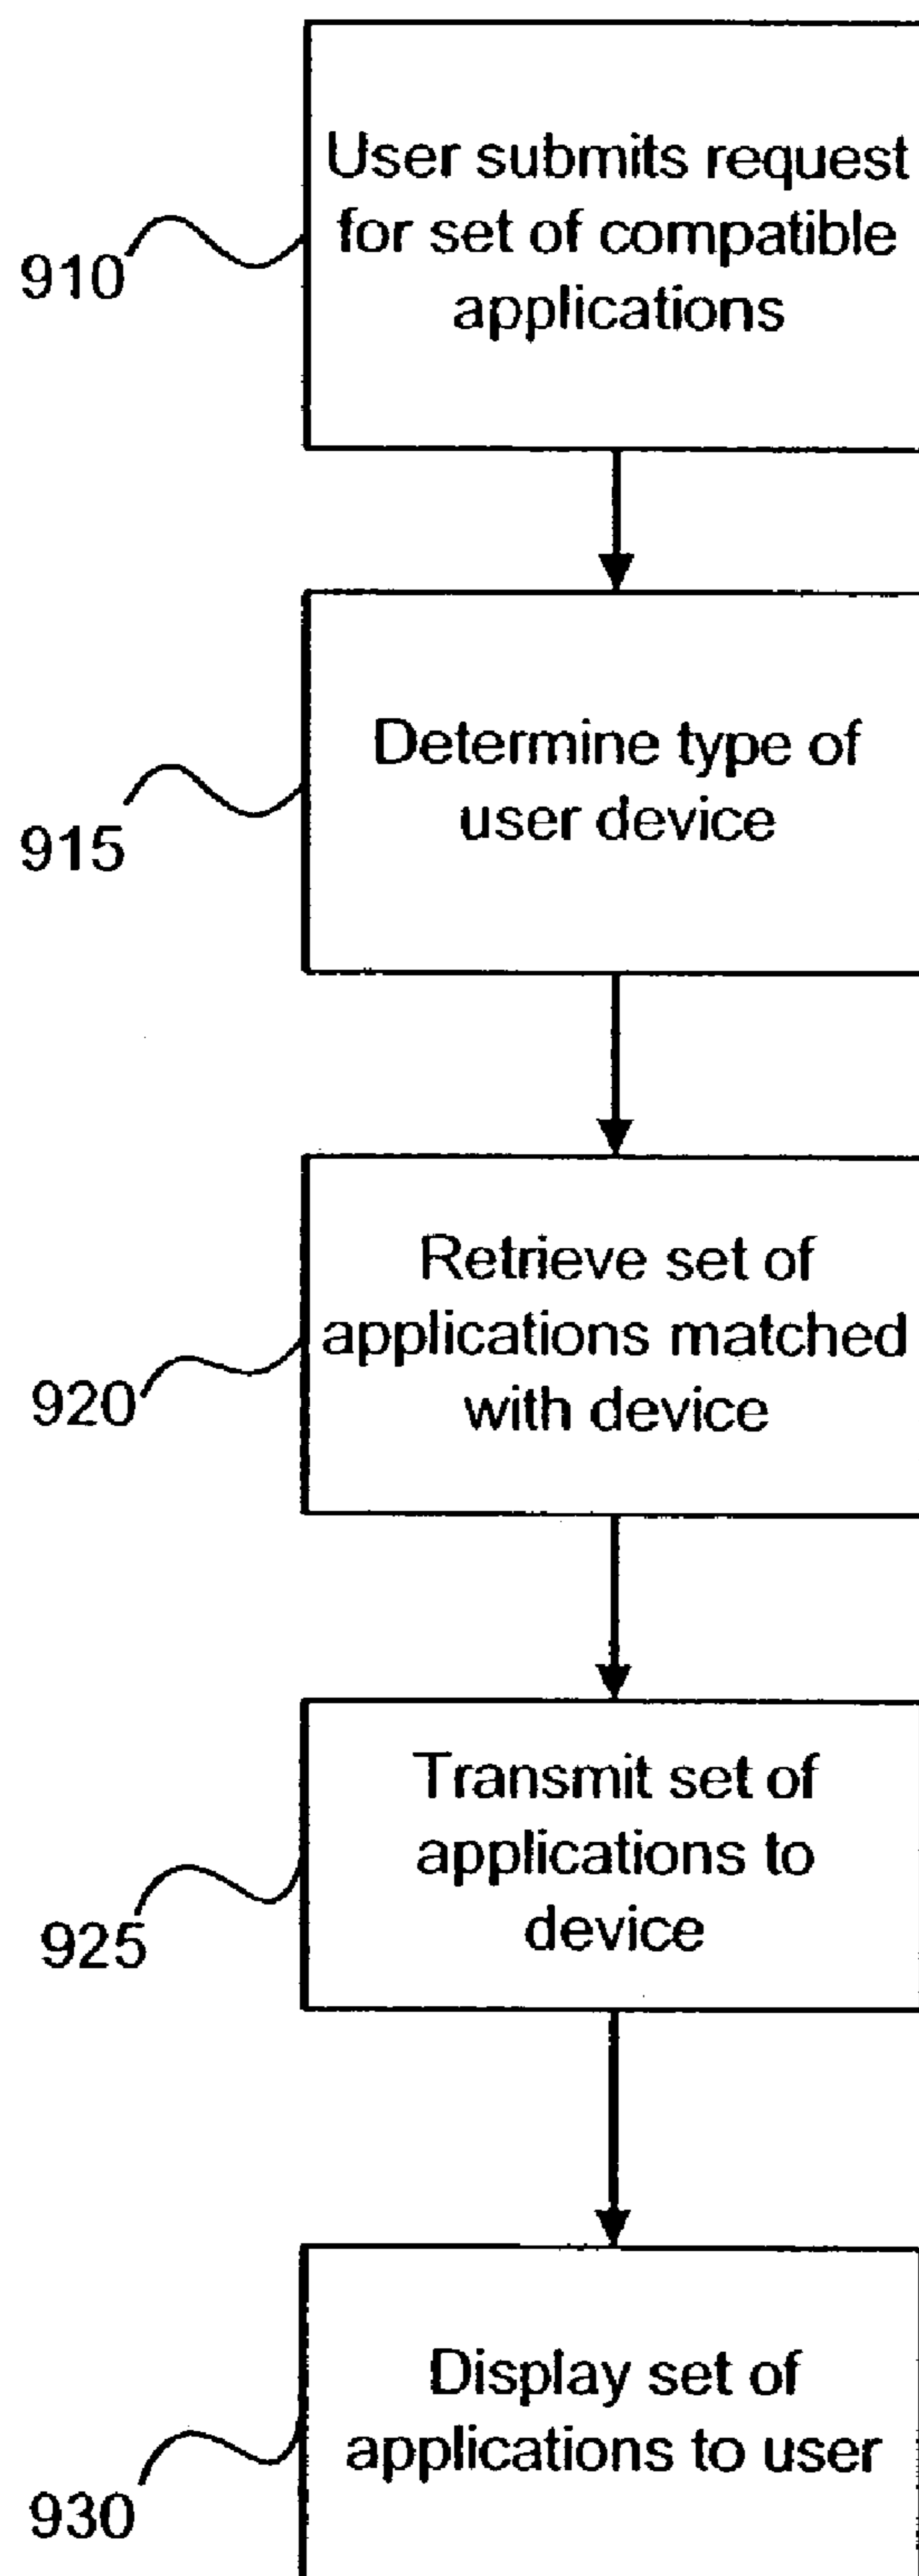 User submits request
for set of compatible
applications
910
Determine type of
user device
915
Retrieve set of
applications matched
with device
920
Transmit set of
applications to
device
925
Display set of
applications to user
930